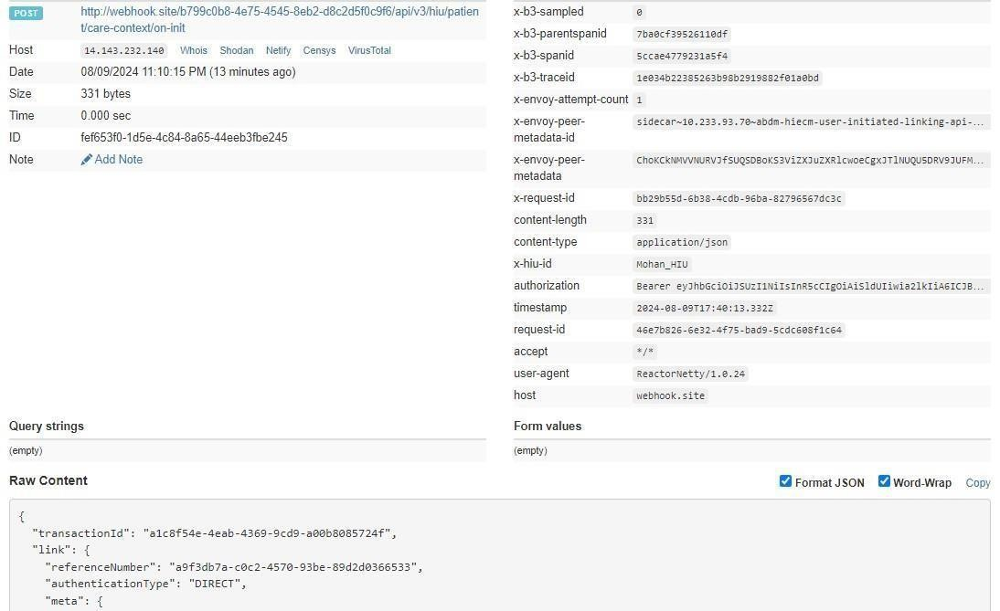 POST http://webhook.site/b799c0b8-4e75-4545-8eb2-d8c2d5f0c9f6/api/v3/hiu/patien
t/care-context/on-init
Host 14.143.232.140 Whois Shodan Netify Censys VirusTotal
Date 08/09/2024 11:10:15 PM (13 minutes ago)
Size 331 bytes
Time 0.000 sec
ID fef653f0-1d5e-4c84-8a65-44eeb3fbe245
Note Add Note
x-b3-sampled 0
x-b3-parentspanid 7ba0cf39526110df
x-b3-spanid 5ccae4779231a5f4
x-b3-traceid 1e034b22385263b98b2919882f01a0bd
x-envoy-attempt-count 1
x-envoy-peer-
metadata-id sidecar~10.233.93.70~abdm-hiecm-user-initiated-linking-api-...
x-envoy-peer-
metadata ChoKCkNMVVNURVJfSUQSDBoKS3ViZXJuZXRlcwoeCgxJTlNUQU5DRV9JUFM...
x-request-id bb29b55d-6b38-4cdb-96ba-82796567dc3c
content-length 331
content-type application/json
x-hiu-id Mohan_HIU
authorization Bearer eyJhbGciOiJSUzI1NiIsInR5cCIgOiAiSldUIiwia2lkIiA6ICJB...
timestamp 2024-08-09T17:40:13.332Z
request-id 46e7b826-6e32-4f75-bad9-5cdc608f1c64
accept */*
user-agent ReactorNetty/1.0.24
host webhook.site
Query strings
(empty)
Form values
(empty)
Raw Content
Format JSON Word-Wrap Copy
{
"transactionId": "a1c8f54e-4eab-4369-9cd9-a00b8085724f",
"link": {
"referenceNumber": "a9f3db7a-c0c2-4570-93be-89d2d0366533",
"authenticationType": "DIRECT",
"meta": {